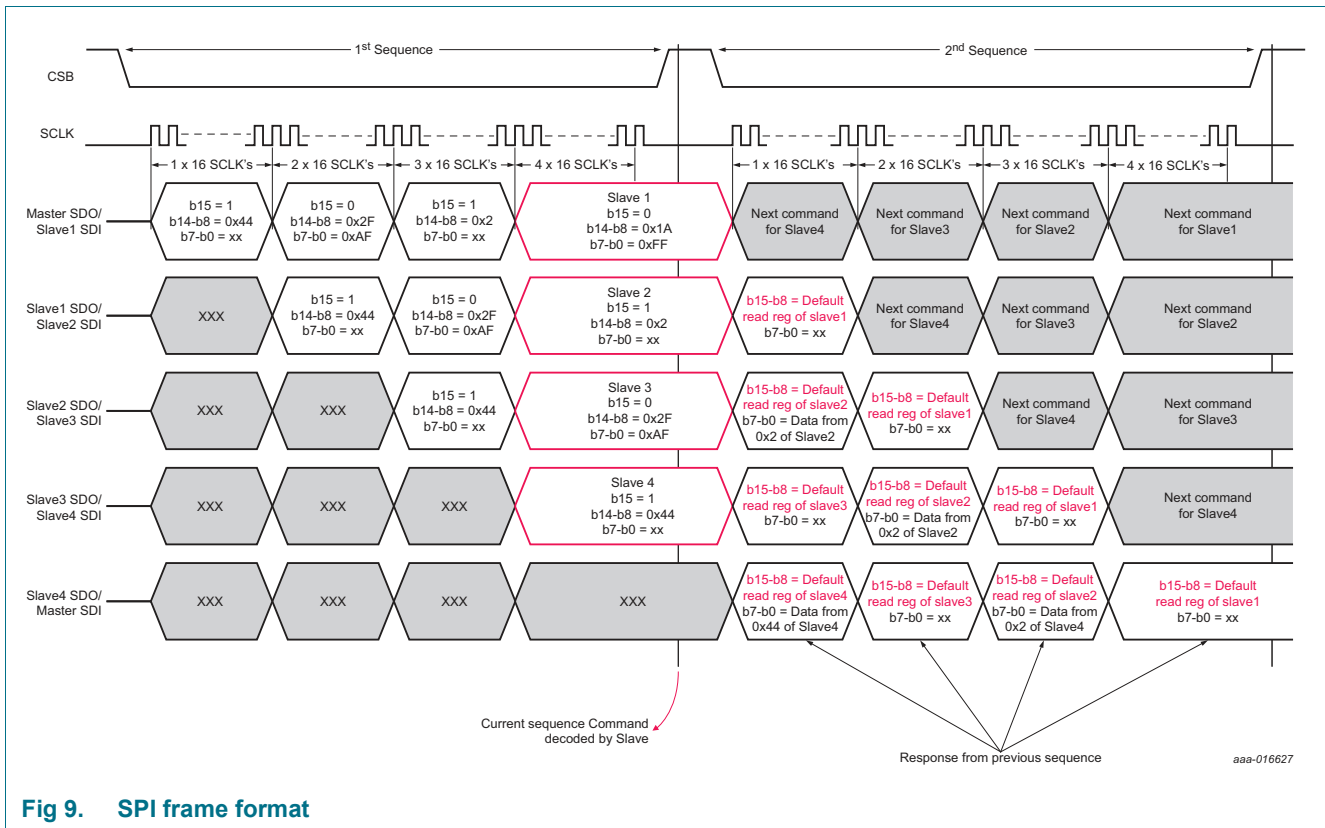 1st Sequence
2nd Sequence
CSB
SCLK
1 x 16 SCLK's
2 x 16 SCLK's
3 x 16 SCLK's
4 x 16 SCLK's
1 x 16 SCLK's
2 x 16 SCLK's
3 x 16 SCLK's
4 x 16 SCLK's
Master SDO/
Slave1 SDI
b15 = 1
b14-b8 = 0x44
b7-b0 = xx
b15 = 0
b14-b8 = 0x2F
b7-b0 = 0xAF
b15 = 1
b14-b8 = 0x2
b7-b0 = xx
Slave 1
b15 = 0
b14-b8 = 0x1A
b7-b0 = 0xFF
Next command
for Slave4
Next command
for Slave3
Next command
for Slave2
Next command
for Slave1
Slave1 SDO/
Slave2 SDI
XXX
b15 = 1
b14-b8 = 0x44
b7-b0 = xx
b15 = 0
b14-b8 = 0x2F
b7-b0 = 0xAF
Slave 2
b15 = 1
b14-b8 = 0x2
b7-b0 = xx
b15-b8 = Default
read reg of slave1
b7-b0 = xx
Next command
for Slave4
Next command
for Slave3
Next command
for Slave2
Slave2 SDO/
Slave3 SDI
XXX
XXX
b15 = 1
b14-b8 = 0x44
b7-b0 = xx
Slave 3
b15 = 0
b14-b8 = 0x2F
b7-b0 = 0xAF
b15-b8 = Default
read reg of slave2
b7-b0 = Data from
0x2 of Slave2
b15-b8 = Default
read reg of slave1
b7-b0 = xx
Next command
for Slave4
Next command
for Slave3
Slave3 SDO/
Slave4 SDI
XXX
XXX
XXX
Slave 4
b15 = 1
b14-b8 = 0x44
b7-b0 = xx
b15-b8 = Default
read reg of slave3
b7-b0 = xx
b15-b8 = Default
read reg of slave2
b7-b0 = Data from
0x2 of Slave2
b15-b8 = Default
read reg of slave1
b7-b0 = xx
Next command
for Slave4
Slave4 SDO/
Master SDI
XXX
XXX
XXX
XXX
b15-b8 = Default
read reg of slave4
b7-b0 = Data from
0x44 of Slave4
b15-b8 = Default
read reg of slave3
b7-b0 = xx
b15-b8 = Default
read reg of slave2
b7-b0 = Data from
0x2 of Slave4
b15-b8 = Default
read reg of slave1
b7-b0 = xx
Current sequence Command
decoded by Slave
Response from previous sequence
aaa-016627
Fig 9. SPI frame format